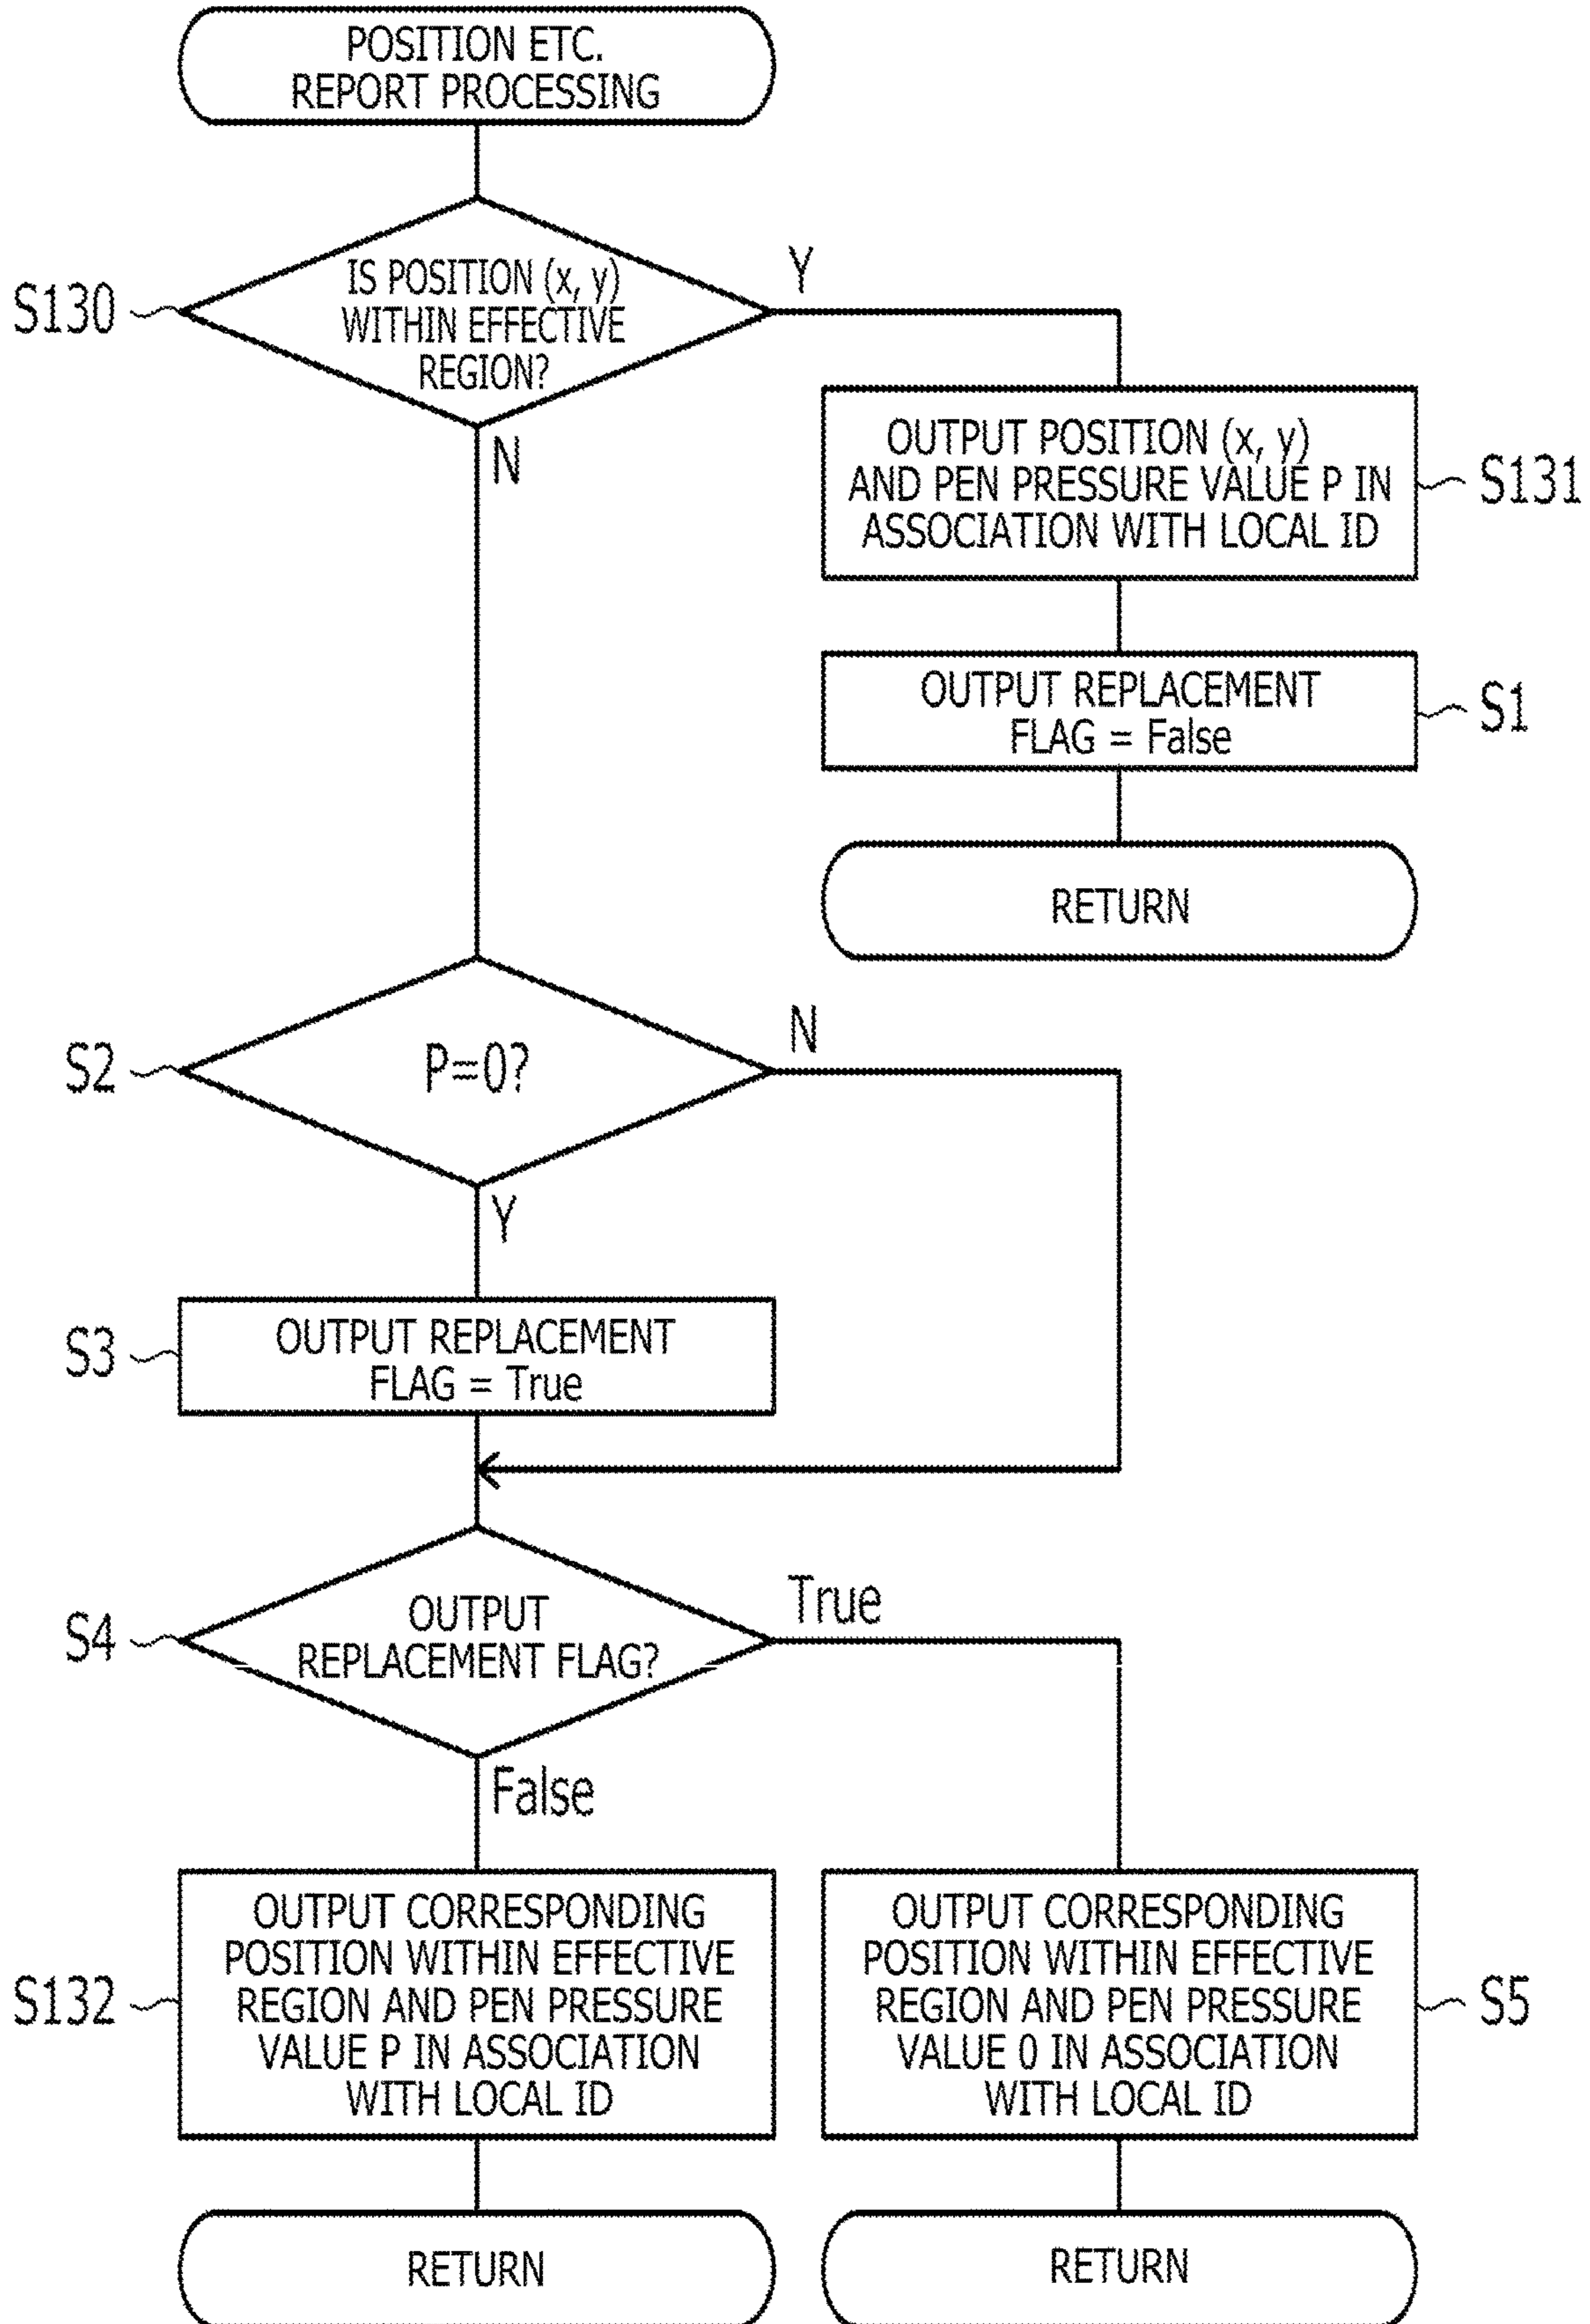 POSITION ETC.
REPORT PROCESSING
S130
IS POSITION (x, y)
WITHIN EFFECTIVE
REGION?
Y
N
OUTPUT POSITION (x, y)
AND PEN PRESSURE VALUE P IN
ASSOCIATION WITH LOCAL ID
S131
OUTPUT REPLACEMENT
FLAG = False
S1
RETURN
S2
P=0?
N
Y
S3
OUTPUT REPLACEMENT
FLAG = True
S4
OUTPUT
REPLACEMENT FLAG?
True
False
S132
OUTPUT CORRESPONDING
POSITION WITHIN EFFECTIVE
REGION AND PEN PRESSURE
VALUE P IN ASSOCIATION
WITH LOCAL ID
OUTPUT CORRESPONDING
POSITION WITHIN EFFECTIVE
REGION AND PEN PRESSURE
VALUE 0 IN ASSOCIATION
WITH LOCAL ID
S5
RETURN
RETURN